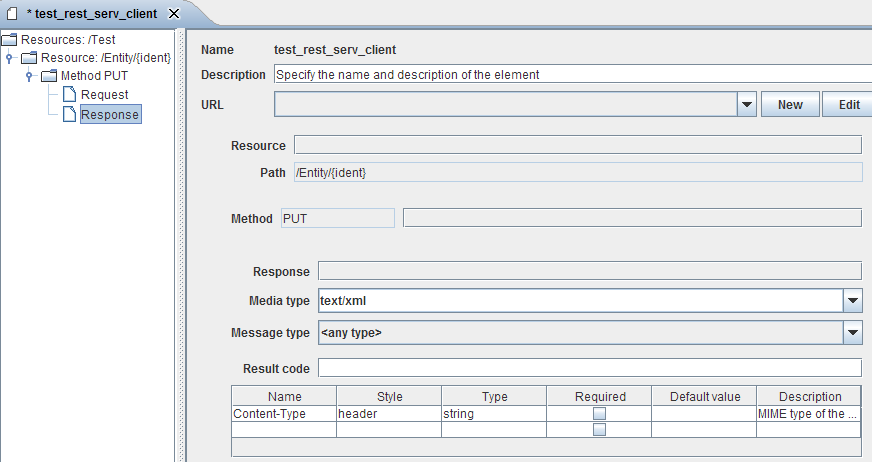 * test_rest_serv_client
Resources: /Test
Resource: /Entity/{ident}
Method PUT
Request
Response
Name test_rest_serv_client
Description Specify the name and description of the element
URL New Edit
Resource
Path /Entity/{ident}
Method PUT
Response
Media type text/xml
Message type <any type>
Result code
Name Style Type Required Default value Description
Content-Type header string MIME type of the ...